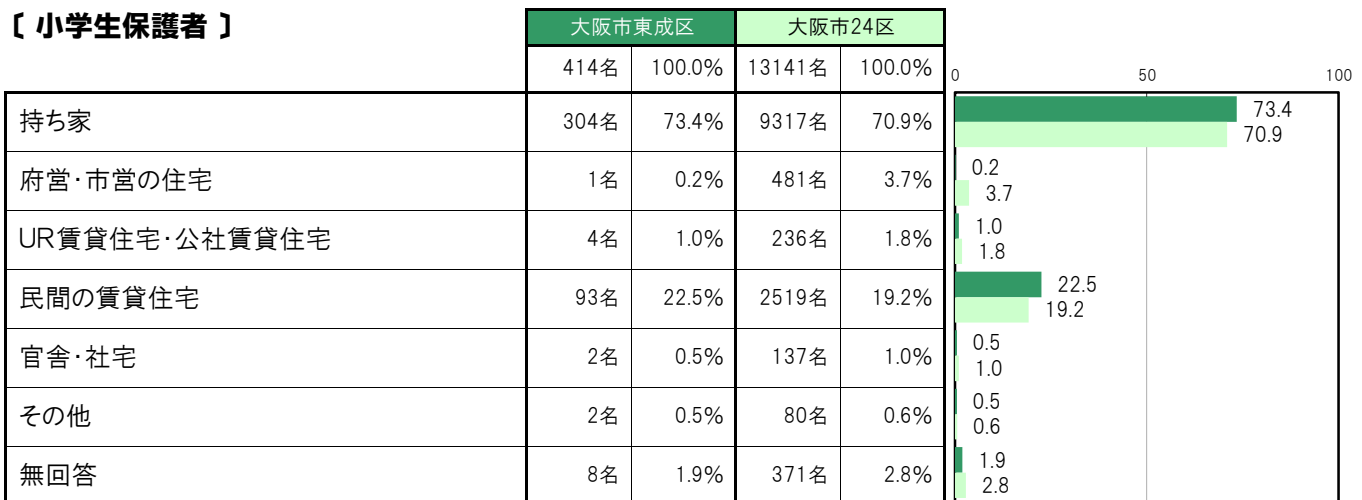 〔 小学生保護者 〕
大阪市東成区 大阪市24区
414名 100.0% 13141名 100.0%
0 50 100
持ち家 304名 73.4% 9317名 70.9%
73.4
70.9
府営・市営の住宅 1名 0.2% 481名 3.7%
0.2
3.7
UR賃貸住宅・公社賃貸住宅 4名 1.0% 236名 1.8%
1.0
1.8
民間の賃貸住宅 93名 22.5% 2519名 19.2%
22.5
19.2
官舎・社宅 2名 0.5% 137名 1.0%
0.5
1.0
その他 2名 0.5% 80名 0.6%
0.5
0.6
無回答 8名 1.9% 371名 2.8%
1.9
2.8